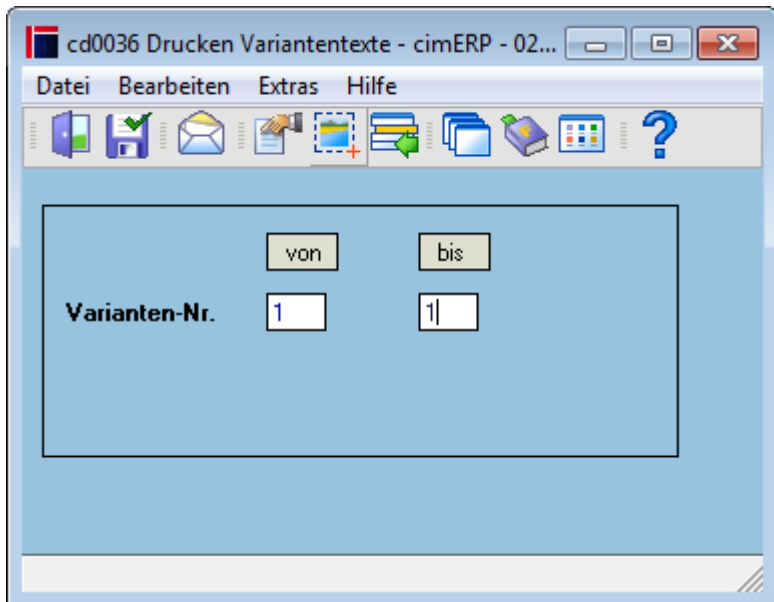 cd0036 Drucken Variantentexte - cimERP - 02...
Datei Bearbeiten Extras Hilfe
von bis
Varianten-Nr. 1 1